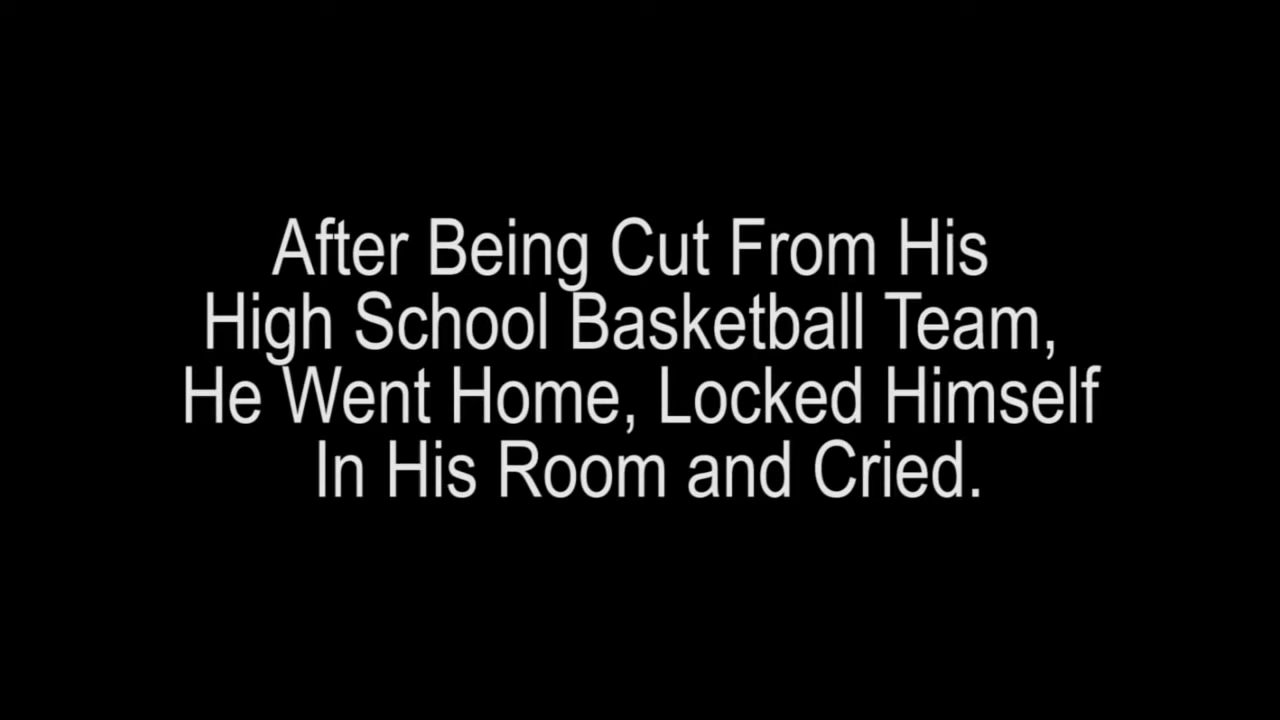 After Being Cut From His
High School Basketball Team,
He Went Home, Locked Himself
In His Room and Cried.